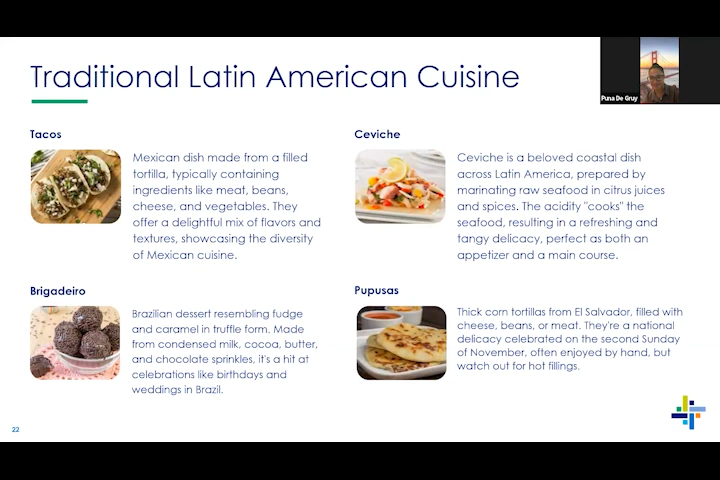 Traditional Latin American Cuisine
Puna De Gruy
Tacos
Mexican dish made from a filled
tortilla, typically containing
ingredients like meat, beans,
cheese, and vegetables. They
offer a delightful mix of flavors and
textures, showcasing the diversity
of Mexican cuisine.
Ceviche
Ceviche is a beloved coastal dish
across Latin America, prepared by
marinating raw seafood in citrus juices
and spices. The acidity "cooks" the
seafood, resulting in a refreshing and
tangy delicacy, perfect as both an
appetizer and a main course.
Brigadeiro
Brazilian dessert resembling fudge
and caramel in truffle form. Made
from condensed milk, cocoa, butter,
and chocolate sprinkles, it's a hit at
celebrations like birthdays and
weddings in Brazil.
Pupusas
Thick corn tortillas from El Salvador, filled with
cheese, beans, or meat. They're a national
delicacy celebrated on the second Sunday
of November, often enjoyed by hand, but
watch out for hot fillings.
22